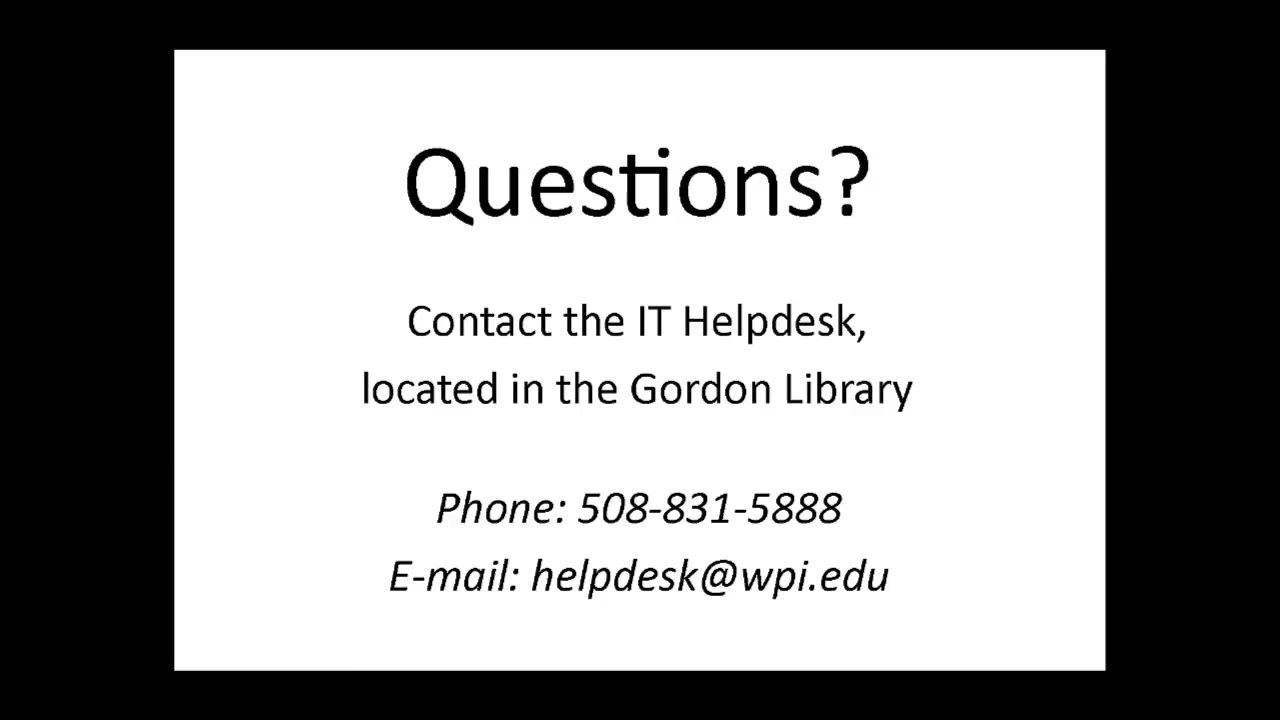 Questions?
Contact the IT Helpdesk,
located in the Gordon Library
Phone: 508-831-5888
E-mail: helpdesk@wpi.edu